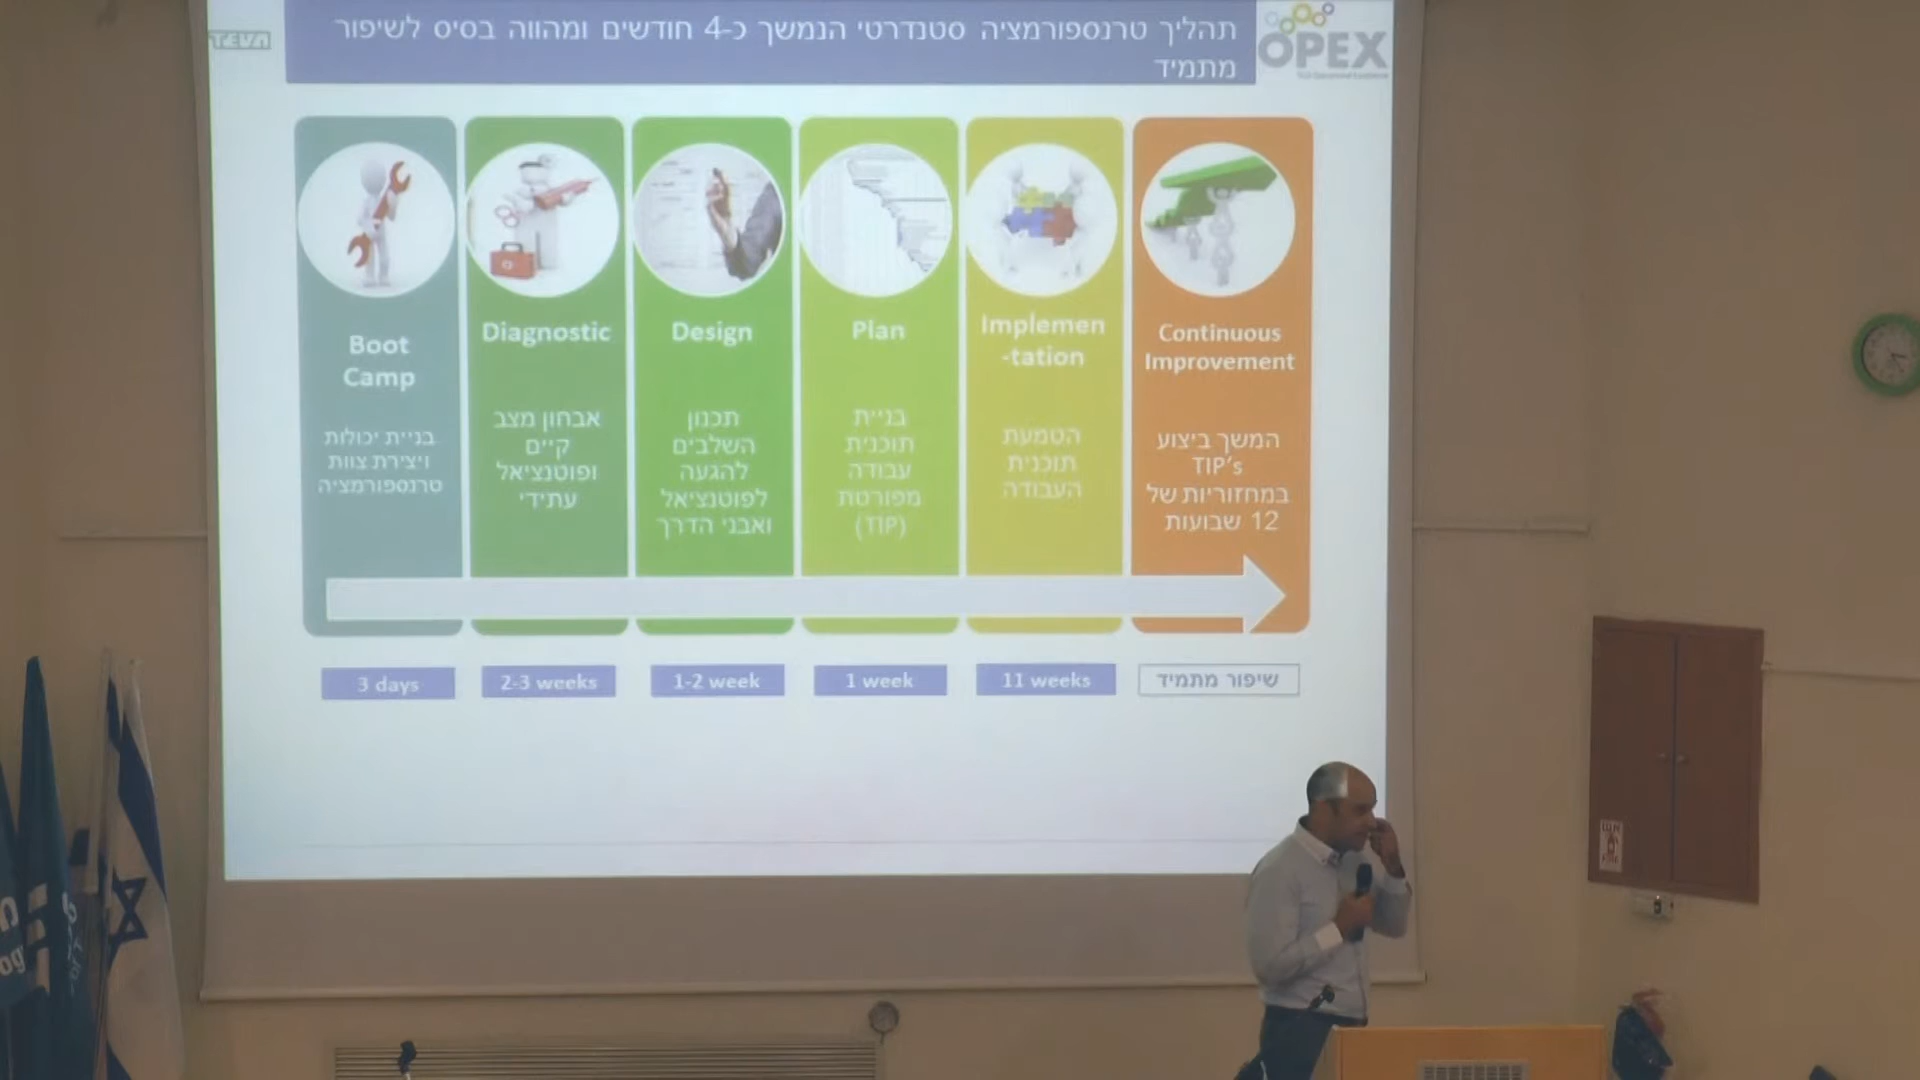 TEVA
תהליך טרנספורמציה סטנדרטי הנמשך כ-4 חודשים ומהווה בסיס לשיפור
מתמיד
OPEX
Boot
Camp
בניית יכולות
ויצירת צוות
טרנספורמציה
3 days
Diagnostic
אבחון מצב
קיים
ופוטנציאל
עתידי
2-3 weeks
Design
תכנון
השלבים
להגעה
לפוטנציאל
ואבני הדרך
1-2 week
Plan
בניית
תוכנית
עבודה
מפורטת
(TIP)
1 week
Implemen
-tation
הטמעת
תוכנית
העבודה
11 weeks
Continuous
Improvement
המשך ביצוע
TIP's
במחזוריות של
12 שבועות
שיפור מתמיד
אש
FIRE